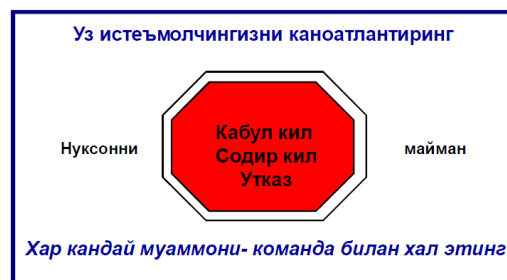 Уз истеъмолчингизни каноатлантиринг
Кабул кил
Нуксонни Содир кил майман
Утказ
Хар кандай муаммони- команда билан хал этинг